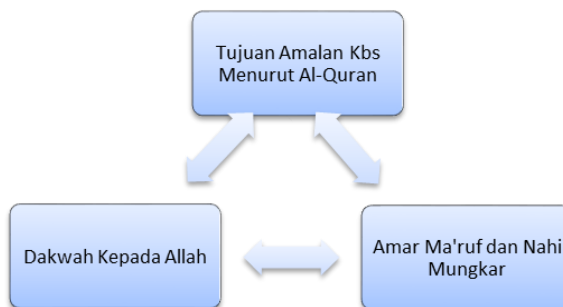 Tujuan Amalan Kbs
Menurut Al-Quran
Dakwah Kepada Allah
Amar Ma'ruf dan Nahi
Mungkar